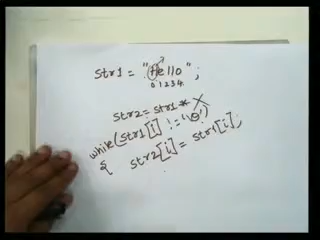 str1 = "Hello" ;
0 1 2 3 4
str2 = str1 * X
while(str1[i] != '\0')
{ str2[i] = str1[i];